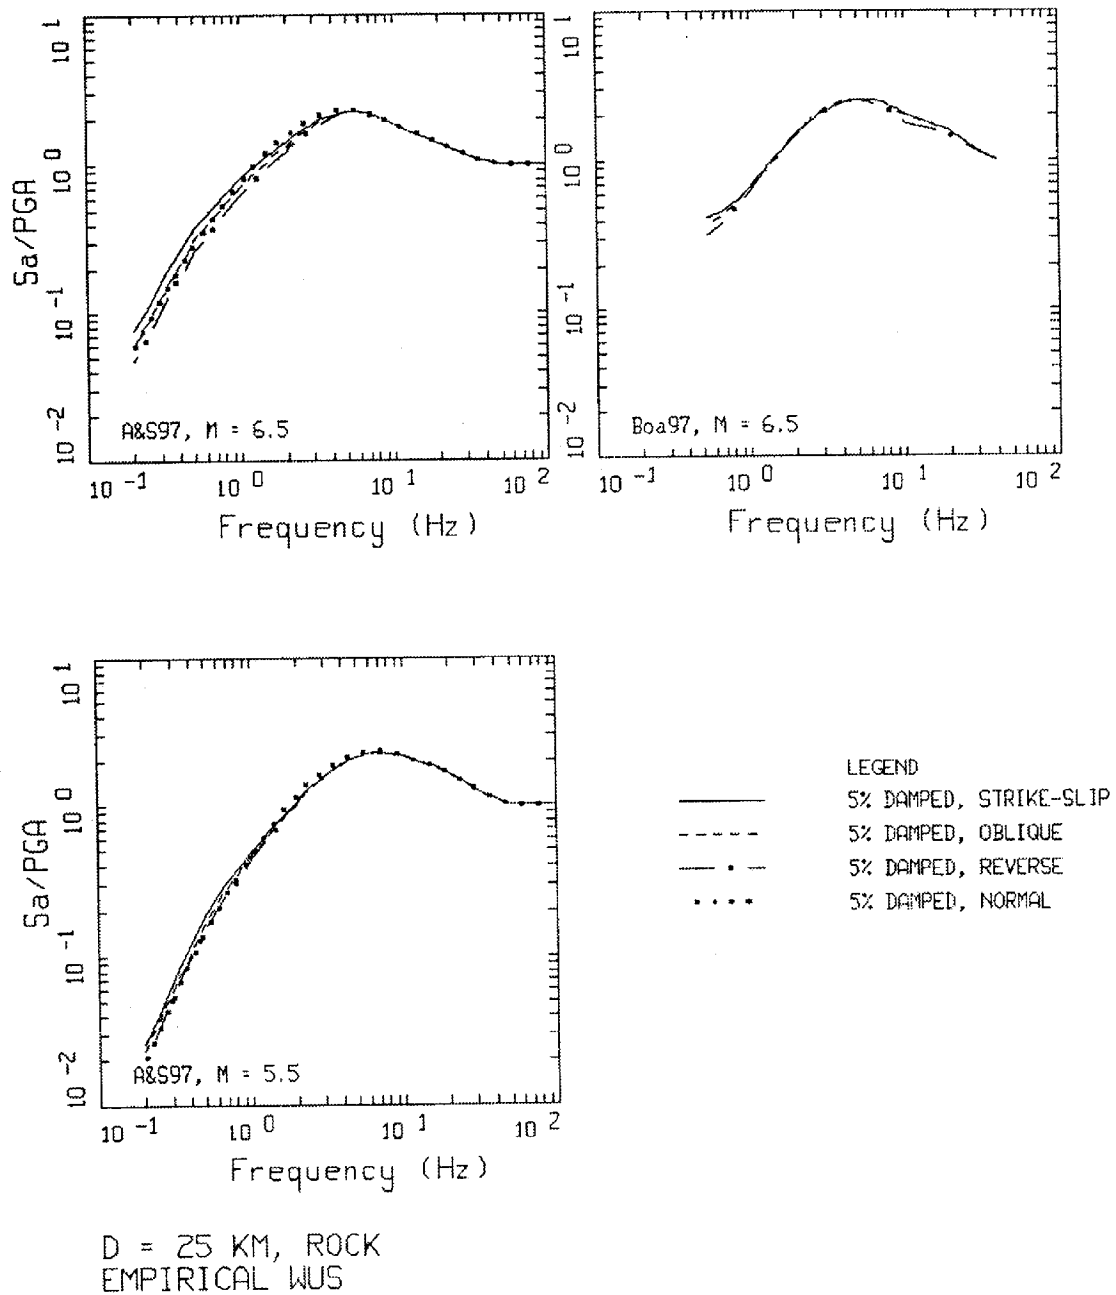 10 1
10 0
10 -1
10 -2
Sa/PGA
A&S97, M = 6.5
10 -1
10 0
10 1
10 2
Frequency (Hz)
10 1
10 0
10 -1
10 -2
Boa97, M = 6.5
10 -1
10 0
10 1
10 2
Frequency (Hz)
10 1
10 0
10 -1
10 -2
Sa/PGA
A&S97, M = 5.5
10 -1
10 0
10 1
10 2
Frequency (Hz)
LEGEND
5% DAMPED, STRIKE-SLIP
5% DAMPED, OBLIQUE
5% DAMPED, REVERSE
5% DAMPED, NORMAL
D = 25 KM, ROCK
EMPIRICAL WUS